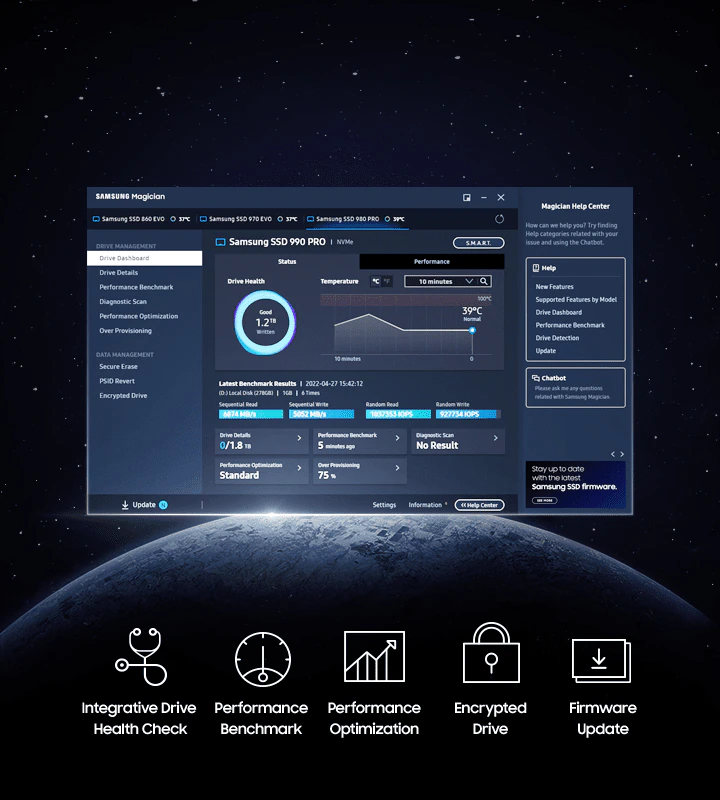 SAMSUNG Magician
Samsung SSD 860 EVO 37°C Samsung SSD 970 EVO 37°C Samsung SSD 980 PRO 39°C
DRIVE MANAGEMENT
Drive Dashboard
Drive Details
Performance Benchmark
Diagnostic Scan
Performance Optimization
Over Provisioning
DATA MANAGEMENT
Secure Erase
PSID Revert
Encrypted Drive
Samsung SSD 990 PRO | NVMe
S.M.A.R.T.
Status Performance
Drive Health
Good
1.2TB
Written
Temperature °C °F 10 minutes
100°C
39°C
Normal
10 minutes 0
Latest Benchmark Results | 2022-04-27 15:42:12
(D:) Local Disk (278GB) | 1GB | 6 Times
Sequential Read Sequential Write Random Read Random Write
6874 MB/s 5052 MB/s 1037353 IOPS 927734 IOPS
Drive Details
0/1.8 TB
Performance Benchmark
5 minutes ago
Diagnostic Scan
No Result
Performance Optimization
Standard
Over Provisioning
75 %
Update N
Settings Information Help Center
Magician Help Center
How can we help you? Try finding
Help categories related with your
issue and using the Chatbot.
Help
New Features
Supported Features by Model
Drive Dashboard
Performance Benchmark
Drive Detection
Update
Chatbot
Please ask me any questions
related with Samsung Magician.
Stay up to date
with the latest
Samsung SSD firmware.
SEE MORE
Integrative Drive
Health Check
Performance
Benchmark
Performance
Optimization
Encrypted
Drive
Firmware
Update